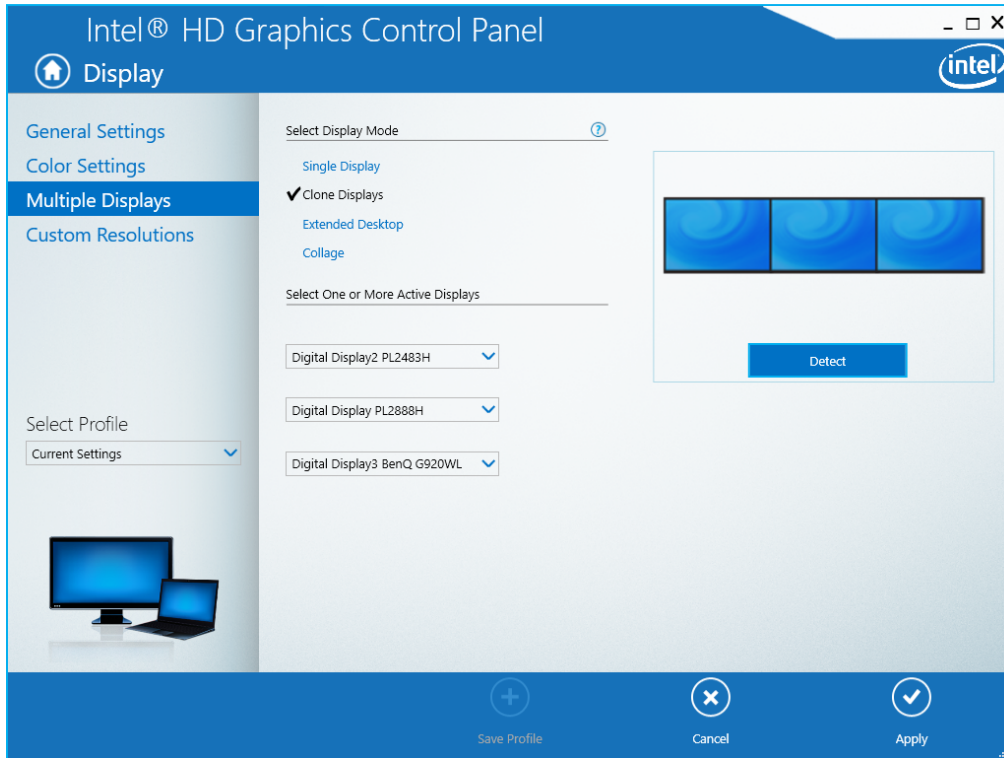 Intel® HD Graphics Control Panel
Display
intel
General Settings
Color Settings
Multiple Displays
Custom Resolutions
Select Profile
Current Settings
Select Display Mode
?
Single Display
Clone Displays
Extended Desktop
Collage
Select One or More Active Displays
Digital Display2 PL2483H
Digital Display PL2888H
Digital Display3 BenQ G920WL
Detect
Save Profile
Cancel
Apply